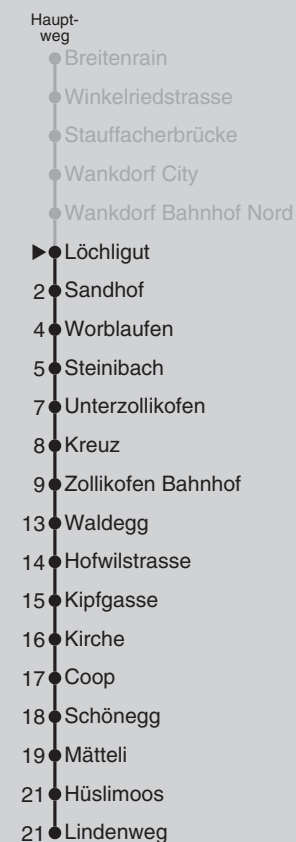 Haupt-
weg
Breitenrain
Winkelriedstrasse
Stauffacherbrücke
Wankdorf City
Wankdorf Bahnhof Nord
Löchligut
2 Sandhof
4 Worblaufen
5 Steinibach
7 Unterzollikofen
8 Kreuz
9 Zollikofen Bahnhof
13 Waldegg
14 Hofwilstrasse
15 Kipfgasse
16 Kirche
17 Coop
18 Schönegg
19 Mätteli
21 Hüslimoos
21 Lindenweg